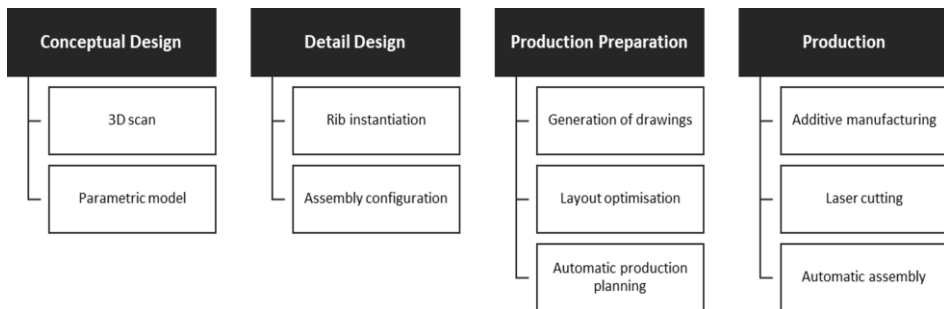 Conceptual Design
3D scan
Parametric model
Detail Design
Rib instantiation
Assembly configuration
Production Preparation
Generation of drawings
Layout optimisation
Automatic production
planning
Production
Additive manufacturing
Laser cutting
Automatic assembly